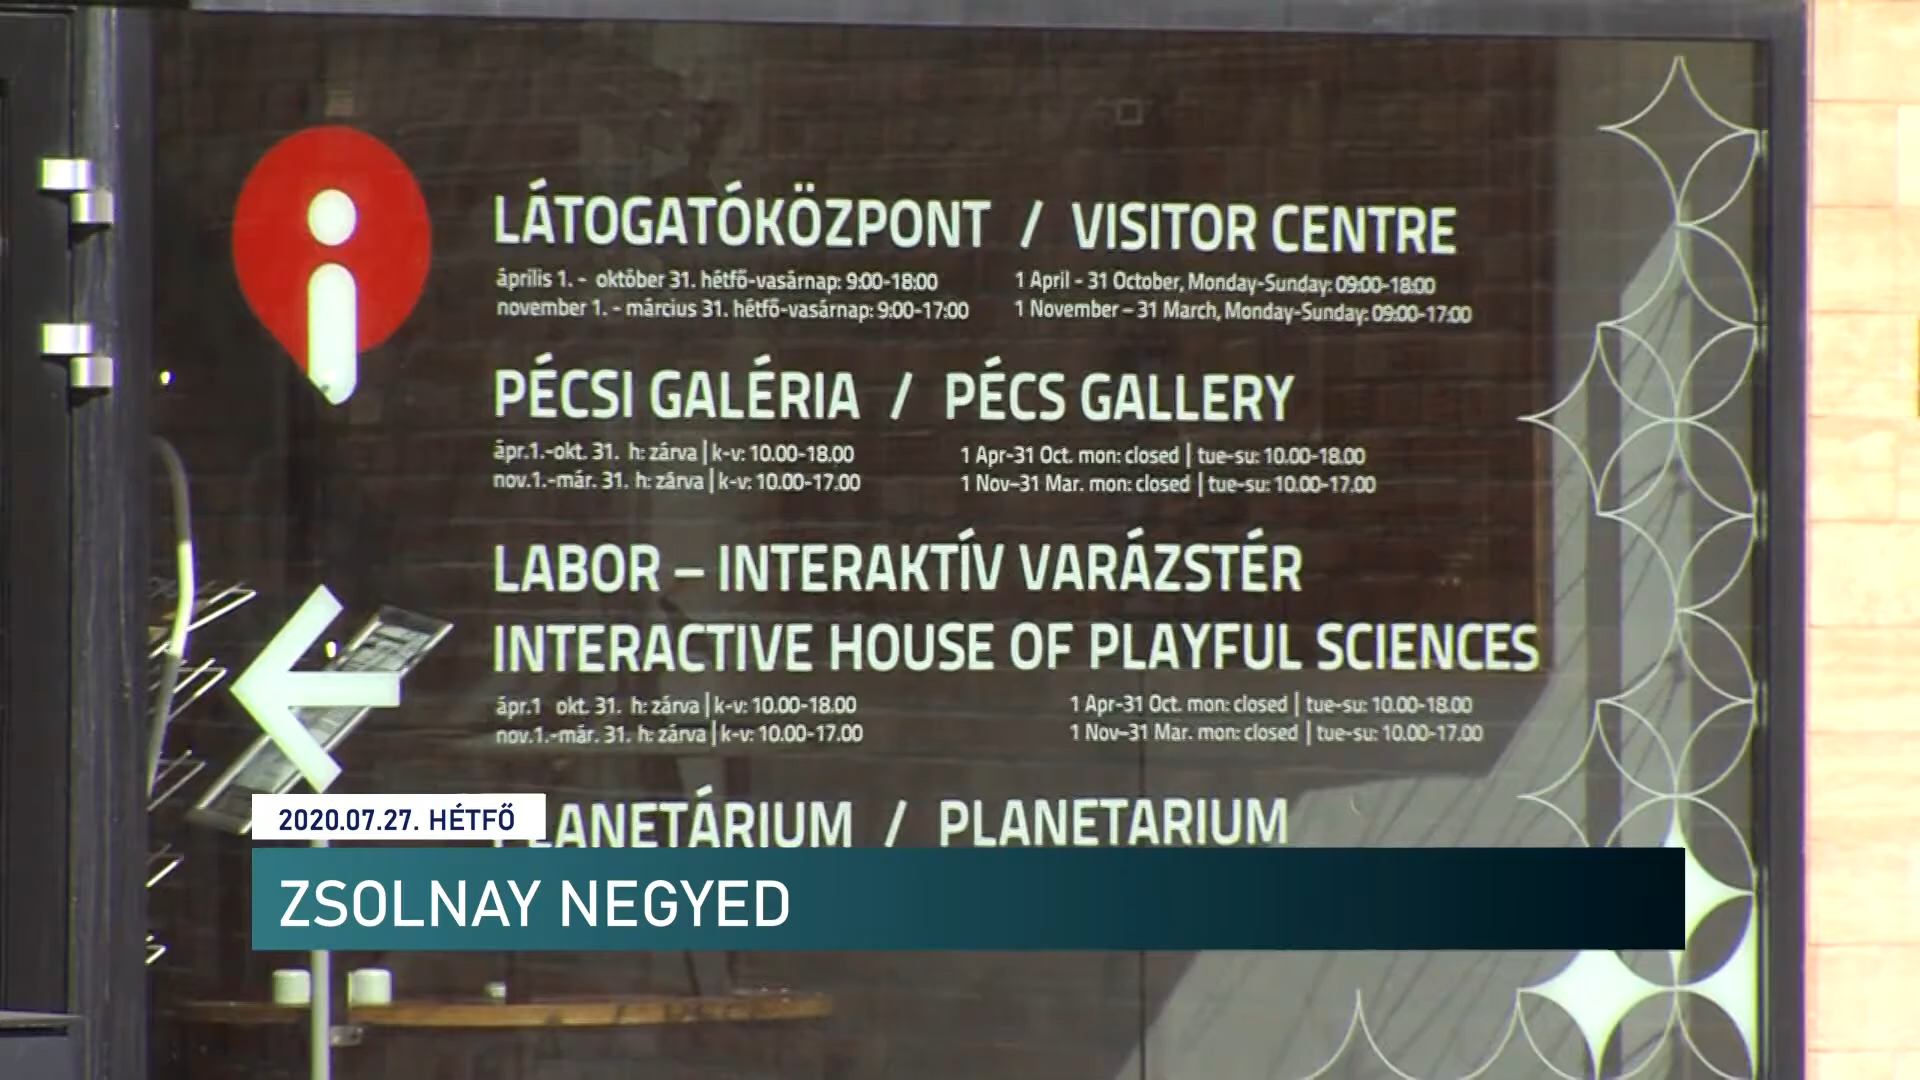 LÁTOGATÓKÖZPONT / VISITOR CENTRE
április 1. - október 31. hétfő-vasárnap: 9:00-18:00
1 April - 31 October, Monday-Sunday: 09:00-18:00
november 1. - március 31. hétfő-vasárnap: 9:00-17:00
1 November – 31 March, Monday-Sunday: 09:00-17:00
PÉCSI GALÉRIA / PÉCS GALLERY
ápr.1.-okt. 31. h: zárva | k-v: 10.00-18.00
1 Apr-31 Oct. mon: closed | tue-su: 10.00-18.00
nov.1.-már. 31. h: zárva | k-v: 10.00-17.00
1 Nov–31 Mar. mon: closed | tue-su: 10.00-17.00
LABOR – INTERAKTÍV VARÁZSTÉR
INTERACTIVE HOUSE OF PLAYFUL SCIENCES
ápr.1 okt. 31. h: zárva | k-v: 10.00-18.00
1 Apr-31 Oct. mon: closed | tue-su: 10.00-18.00
nov.1.-már. 31. h: zárva | k-v: 10.00-17.00
1 Nov–31 Mar. mon: closed | tue-su: 10.00-17.00
PLANETÁRIUM / PLANETARIUM
2020.07.27. HÉTFŐ
ZSOLNAY NEGYED